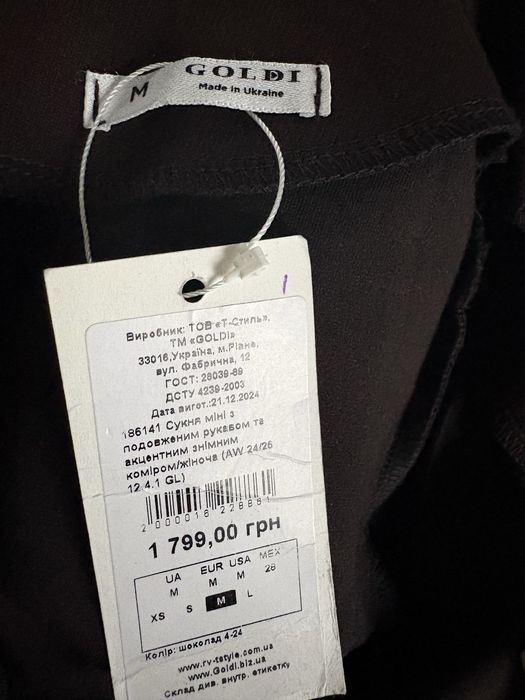 GOLDI
M
Made in Ukraine
Виробник: ТОВ «Т-Стиль».
ТМ «GOLDI»
33016,Україна, м.Рівне,
вул. Фабрична, 12
ГОСТ: 28039-89
ДСТУ 4239-2003
Дата вигот.:21.12.2024
186141 Сукня міні з
подовженим рукавом та
акцентним знімним
коміром/жіноча (AW 24/25
12.4.1 GL)
1 799,00 грн
UA EUR USA MEX
M M M 28
XS S M L
Колір: шоколад 4-24
www.rv-tstyle.com.ua
www.Goldi.biz.ua
Склад див. внутр. етикетку